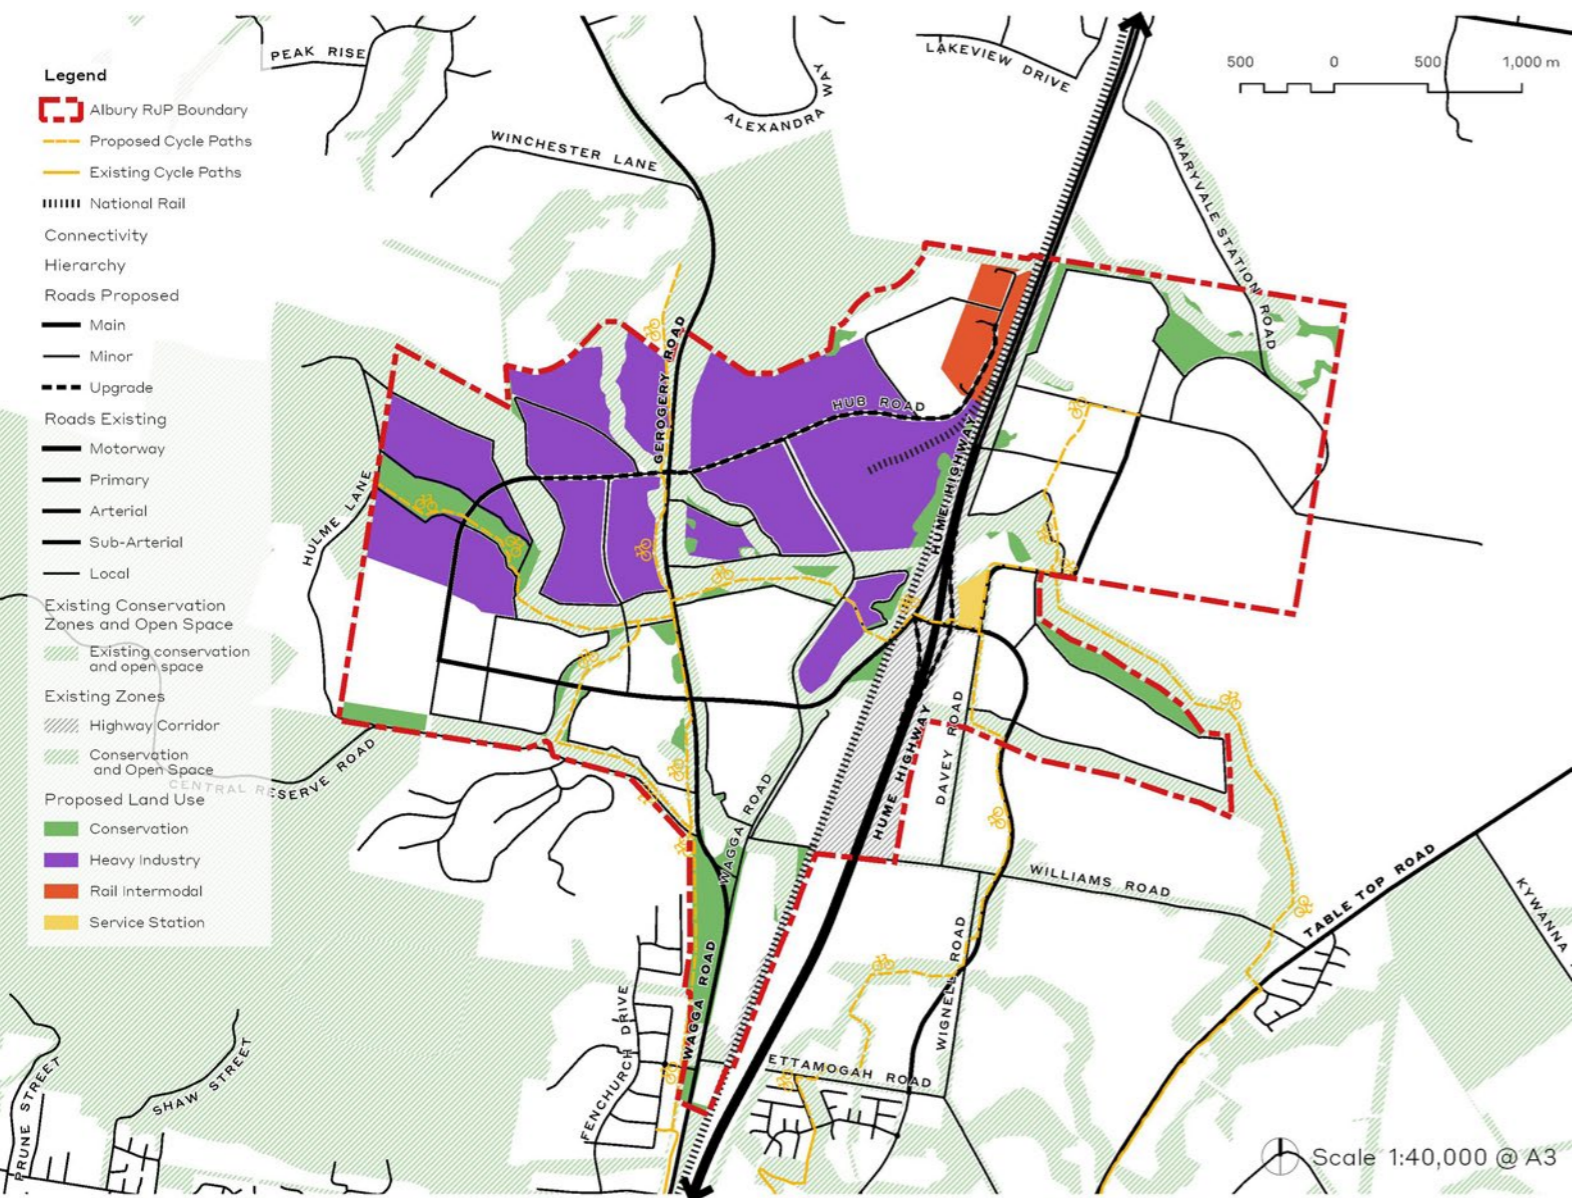 Legend
Albury RJP Boundary
Proposed Cycle Paths
Existing Cycle Paths
National Rail
Connectivity
Hierarchy
Roads Proposed
Main
Minor
Upgrade
Roads Existing
Motorway
Primary
Arterial
Sub-Arterial
Local
Existing Conservation
Zones and Open Space
Existing conservation
and open space
Existing Zones
Highway Corridor
Conservation
and Open Space
Proposed Land Use
Conservation
Heavy Industry
Rail Intermodal
Service Station
PEAK RISE
WINCHESTER LANE
ALEXANDRA WAY
LAKEVIEW DRIVE
500 0 500 1,000 m
MARYVALE STATION ROAD
GEROGERY ROAD
HUB ROAD
HUME HIGHWAY
HULME LANE
CENTRAL RESERVE ROAD
HUME HIGHWAY
DAVEY ROAD
WAGGA ROAD
WILLIAMS ROAD
TABLE TOP ROAD
KYWANNA
WAGGA ROAD
WIGNELL ROAD
FENCHURCH DRIVE
ETTAMOGAH ROAD
SHAW STREET
PRUNE STREET
Scale 1:40,000 @ A3